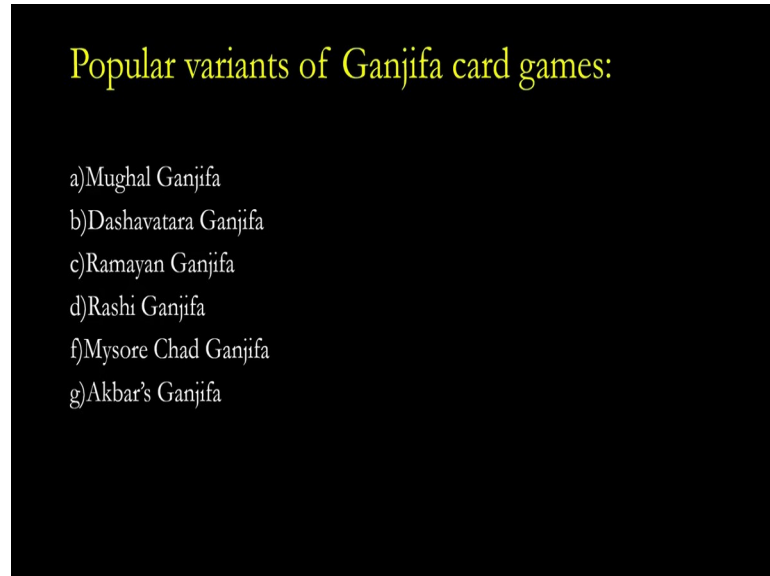 Popular variants of Ganjifa card games:
a)Mughal Ganjifa
b)Dashavatara Ganjifa
c)Ramayan Ganjifa
d)Rashi Ganjifa
f)Mysore Chad Ganjifa
g)Akbar’s Ganjifa